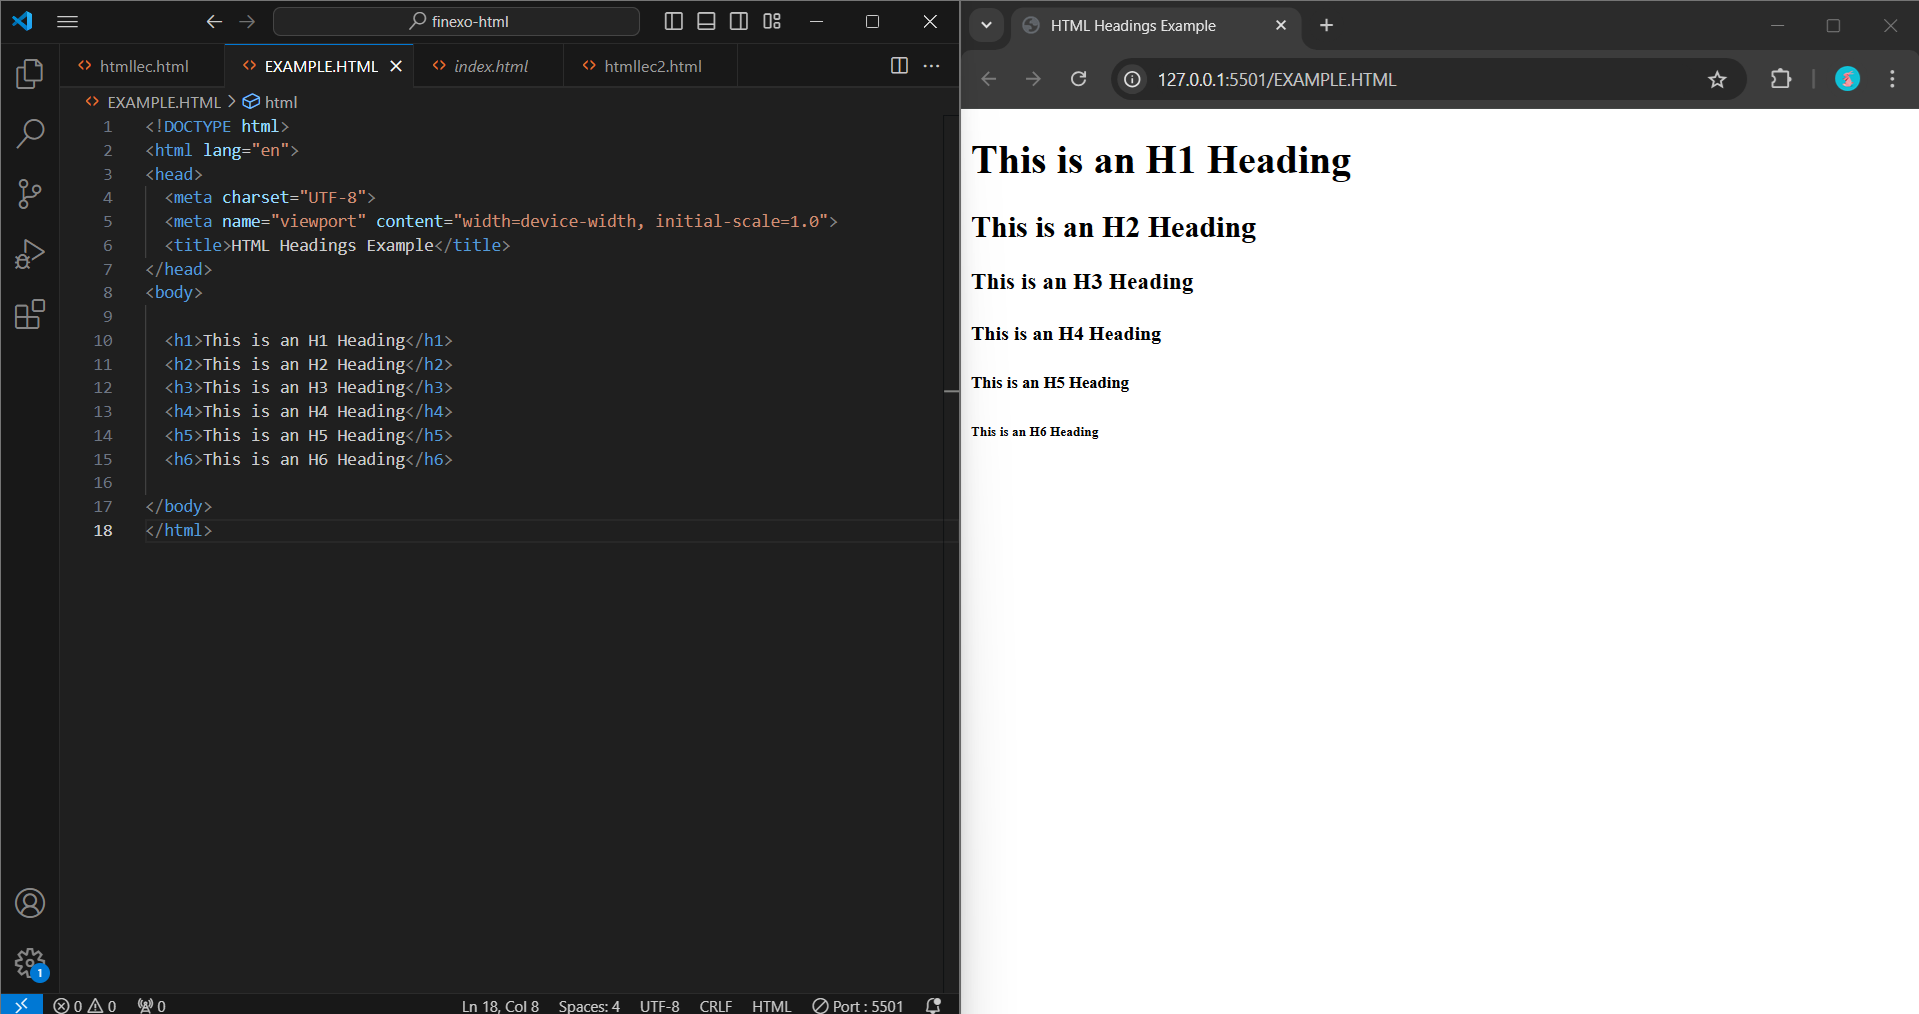 finexo-html
htmllec.html
EXAMPLE.HTML
index.html
htmllec2.html
EXAMPLE.HTML > html
1 <!DOCTYPE html>
2 <html lang="en">
3 <head>
4 <meta charset="UTF-8">
5 <meta name="viewport" content="width=device-width, initial-scale=1.0">
6 <title>HTML Headings Example</title>
7 </head>
8 <body>
9
10 <h1>This is an H1 Heading</h1>
11 <h2>This is an H2 Heading</h2>
12 <h3>This is an H3 Heading</h3>
13 <h4>This is an H4 Heading</h4>
14 <h5>This is an H5 Heading</h5>
15 <h6>This is an H6 Heading</h6>
16
17 </body>
18 </html>
1
0 0 0
Ln 18, Col 8 Spaces: 4 UTF-8 CRLF HTML Port : 5501
HTML Headings Example
127.0.0.1:5501/EXAMPLE.HTML
This is an H1 Heading
This is an H2 Heading
This is an H3 Heading
This is an H4 Heading
This is an H5 Heading
This is an H6 Heading